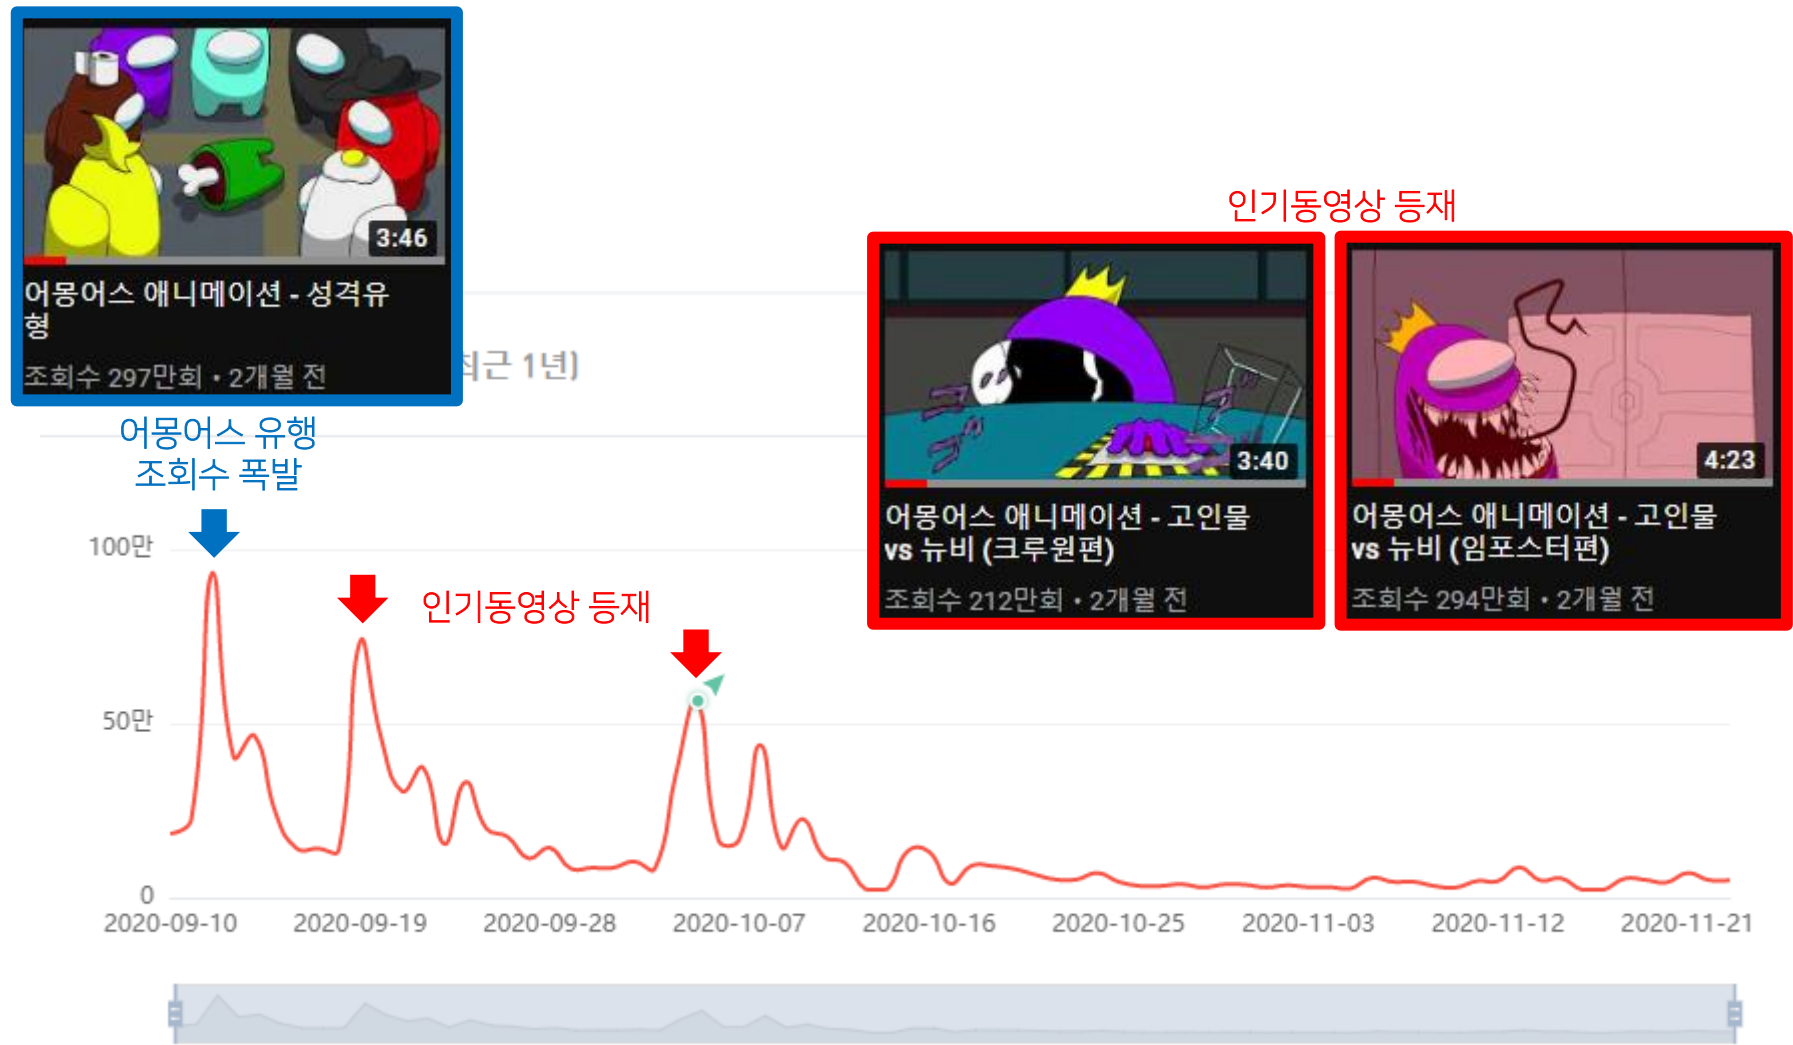 3:46
어몽어스 애니메이션 - 성격유
형
조회수 297만회 • 2개월 전
최근 1년)
어몽어스 유행
조회수 폭발
인기동영상 등재
3:40
어몽어스 애니메이션 - 고인물
vs 뉴비 (크루원편)
조회수 212만회 • 2개월 전
4:23
어몽어스 애니메이션 - 고인물
vs 뉴비 (임포스터편)
조회수 294만회 • 2개월 전
인기동영상 등재
100만
50만
0
2020-09-10 2020-09-19 2020-09-28 2020-10-07 2020-10-16 2020-10-25 2020-11-03 2020-11-12 2020-11-21